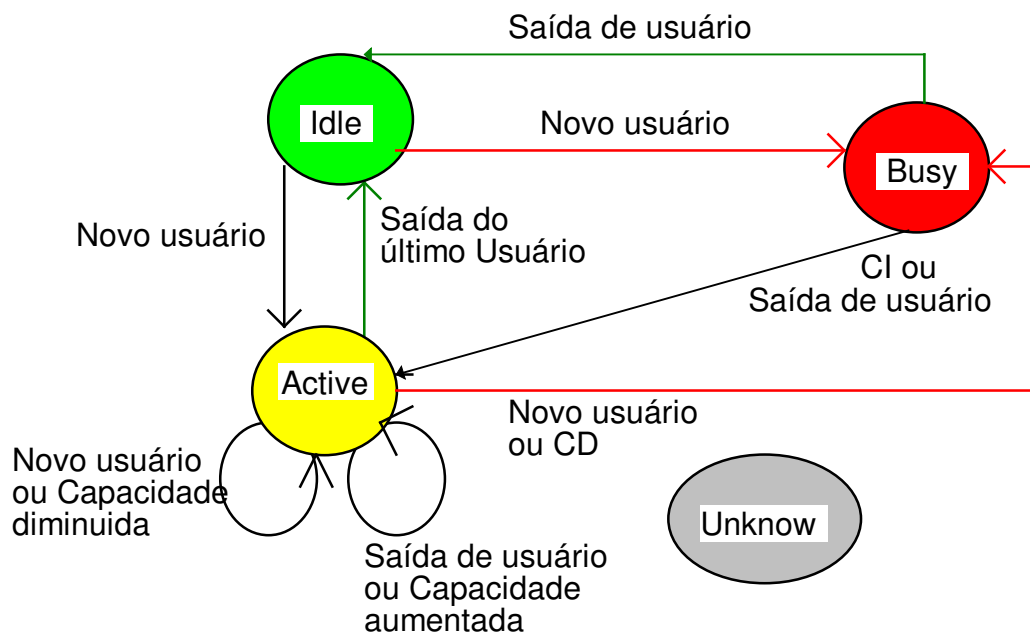 Saída de usuário
Idle
Novo usuário
Busy
Novo usuário
Saída do
último Usuário
CI ou
Saída de usuário
Active
Novo usuário
ou CD
Novo usuário
ou Capacidade
diminuida
Saída de usuário
ou Capacidade
aumentada
Unknow